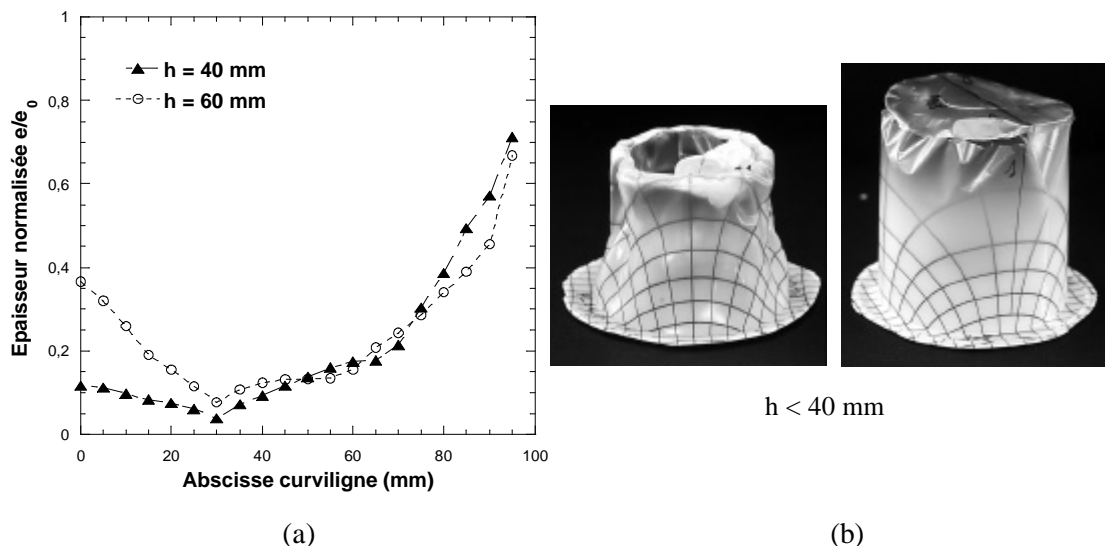 1
0,8
0,6
0,4
0,2
0
Epaisseur normalisée e/e0
h = 40 mm
h = 60 mm
0 20 40 60 80 100
Abscisse curviligne (mm)
h < 40 mm
(a) (b)